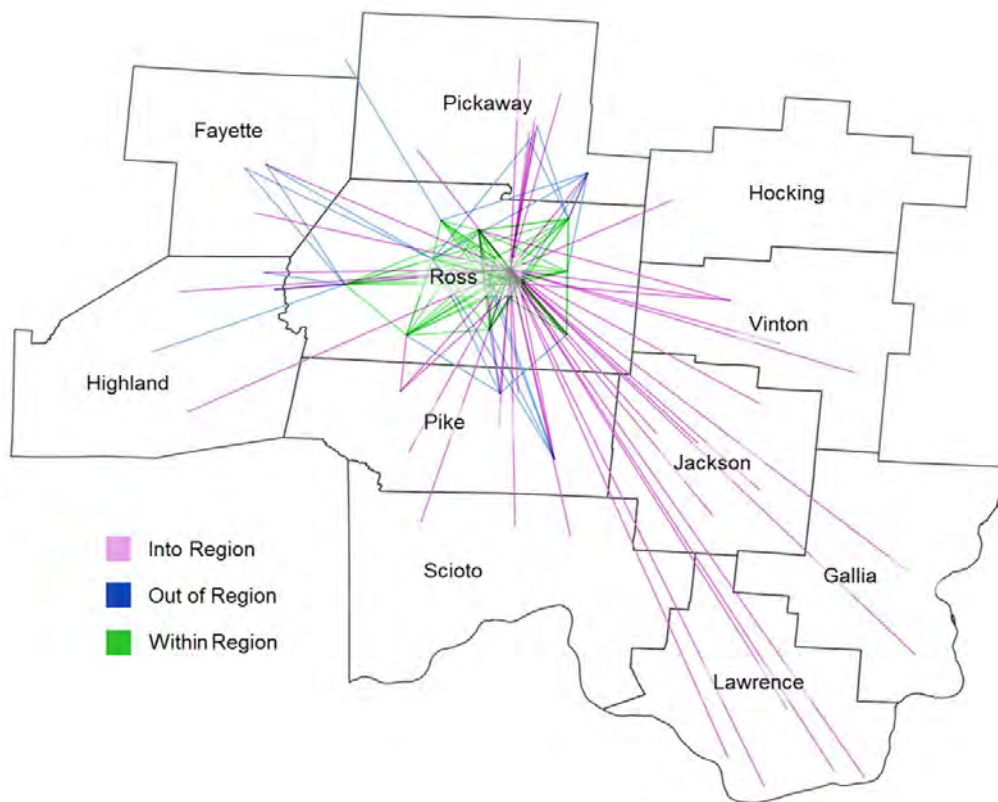 Pickaway
Fayette
Hocking
Ross
Vinton
Highland
Pike
Jackson
Into Region
Scioto
Gallia
Out of Region
Within Region
Lawrence